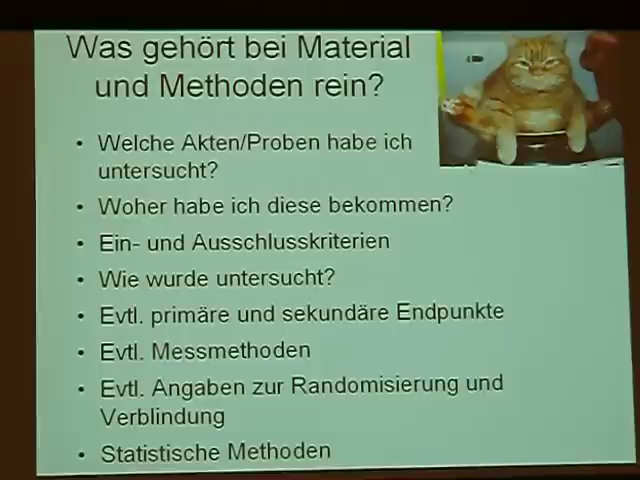 Was gehört bei Material
und Methoden rein?
• Welche Akten/Proben habe ich
untersucht?
• Woher habe ich diese bekommen?
• Ein- und Ausschlusskriterien
• Wie wurde untersucht?
• Evtl. primäre und sekundäre Endpunkte
• Evtl. Messmethoden
• Evtl. Angaben zur Randomisierung und
Verblindung
• Statistische Methoden